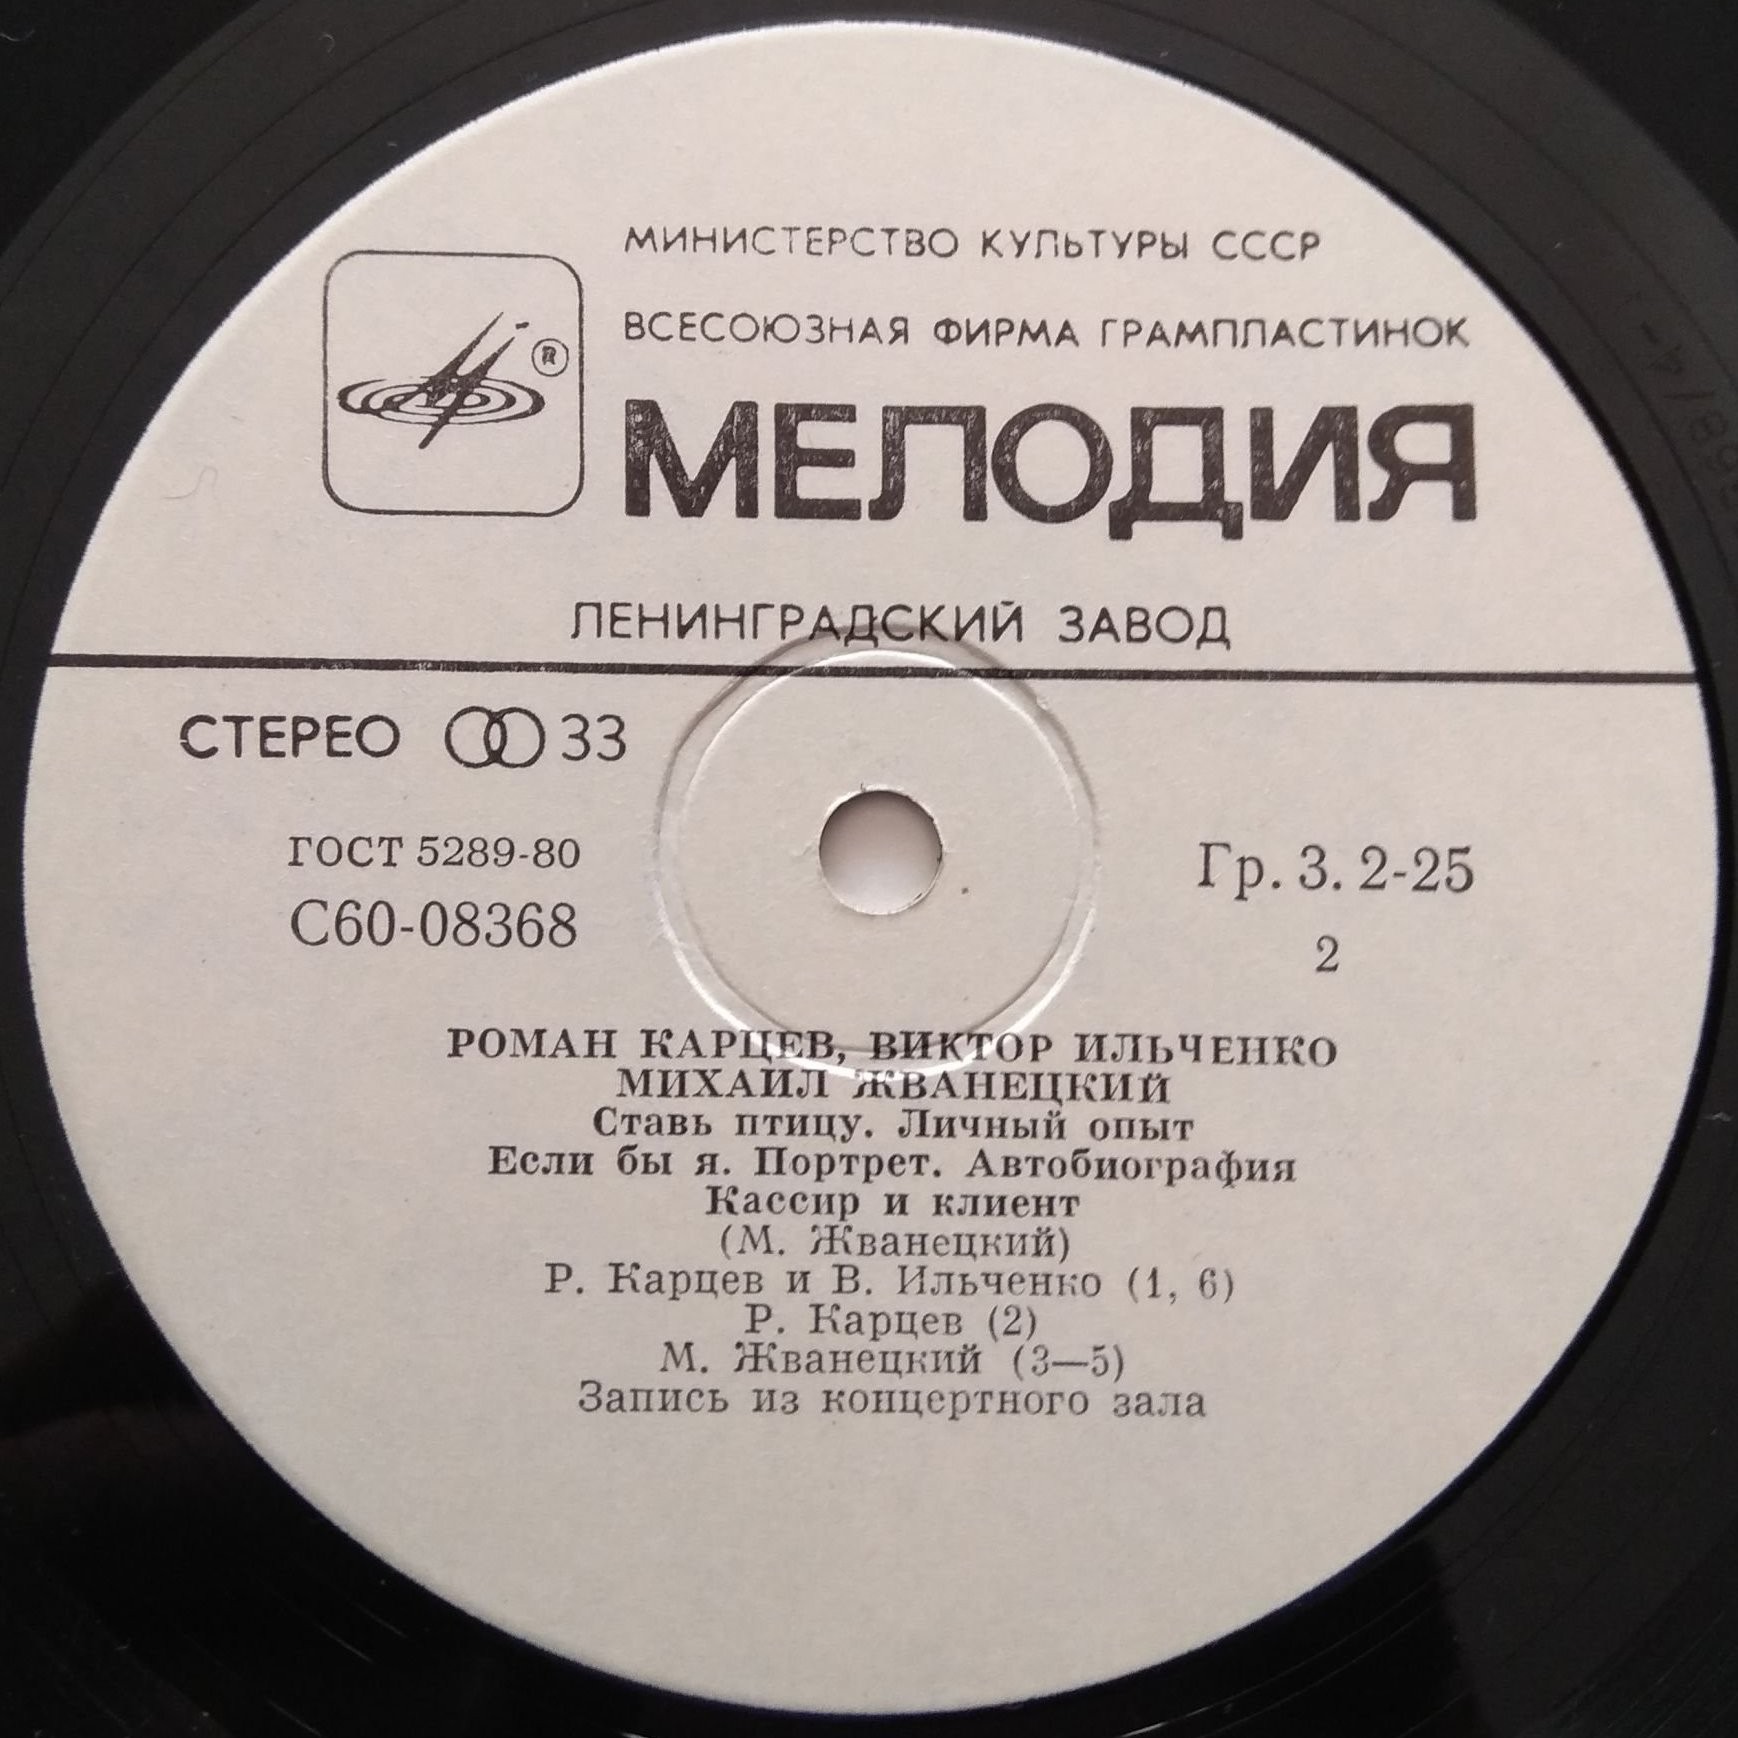 МИНИСТЕРСТВО КУЛЬТУРЫ СССР
ВСЕСОЮЗНАЯ ФИРМА ГРАМПЛАСТИНОК
®
МЕЛОДИЯ
ЛЕНИНГРАДСКИЙ ЗАВОД
СТЕРЕО 33
ГОСТ 5289-80
С60-08368
Гр. 3. 2-25
2
РОМАН КАРЦЕВ, ВИКТОР ИЛЬЧЕНКО
МИХАИЛ ЖВАНЕЦКИЙ
Ставь птицу. Личный опыт
Если бы я. Портрет. Автобиография
Кассир и клиент
(М. Жванецкий)
Р. Карцев и В. Ильченко (1, 6)
Р. Карцев (2)
М. Жванецкий (3—5)
Запись из концертного зала